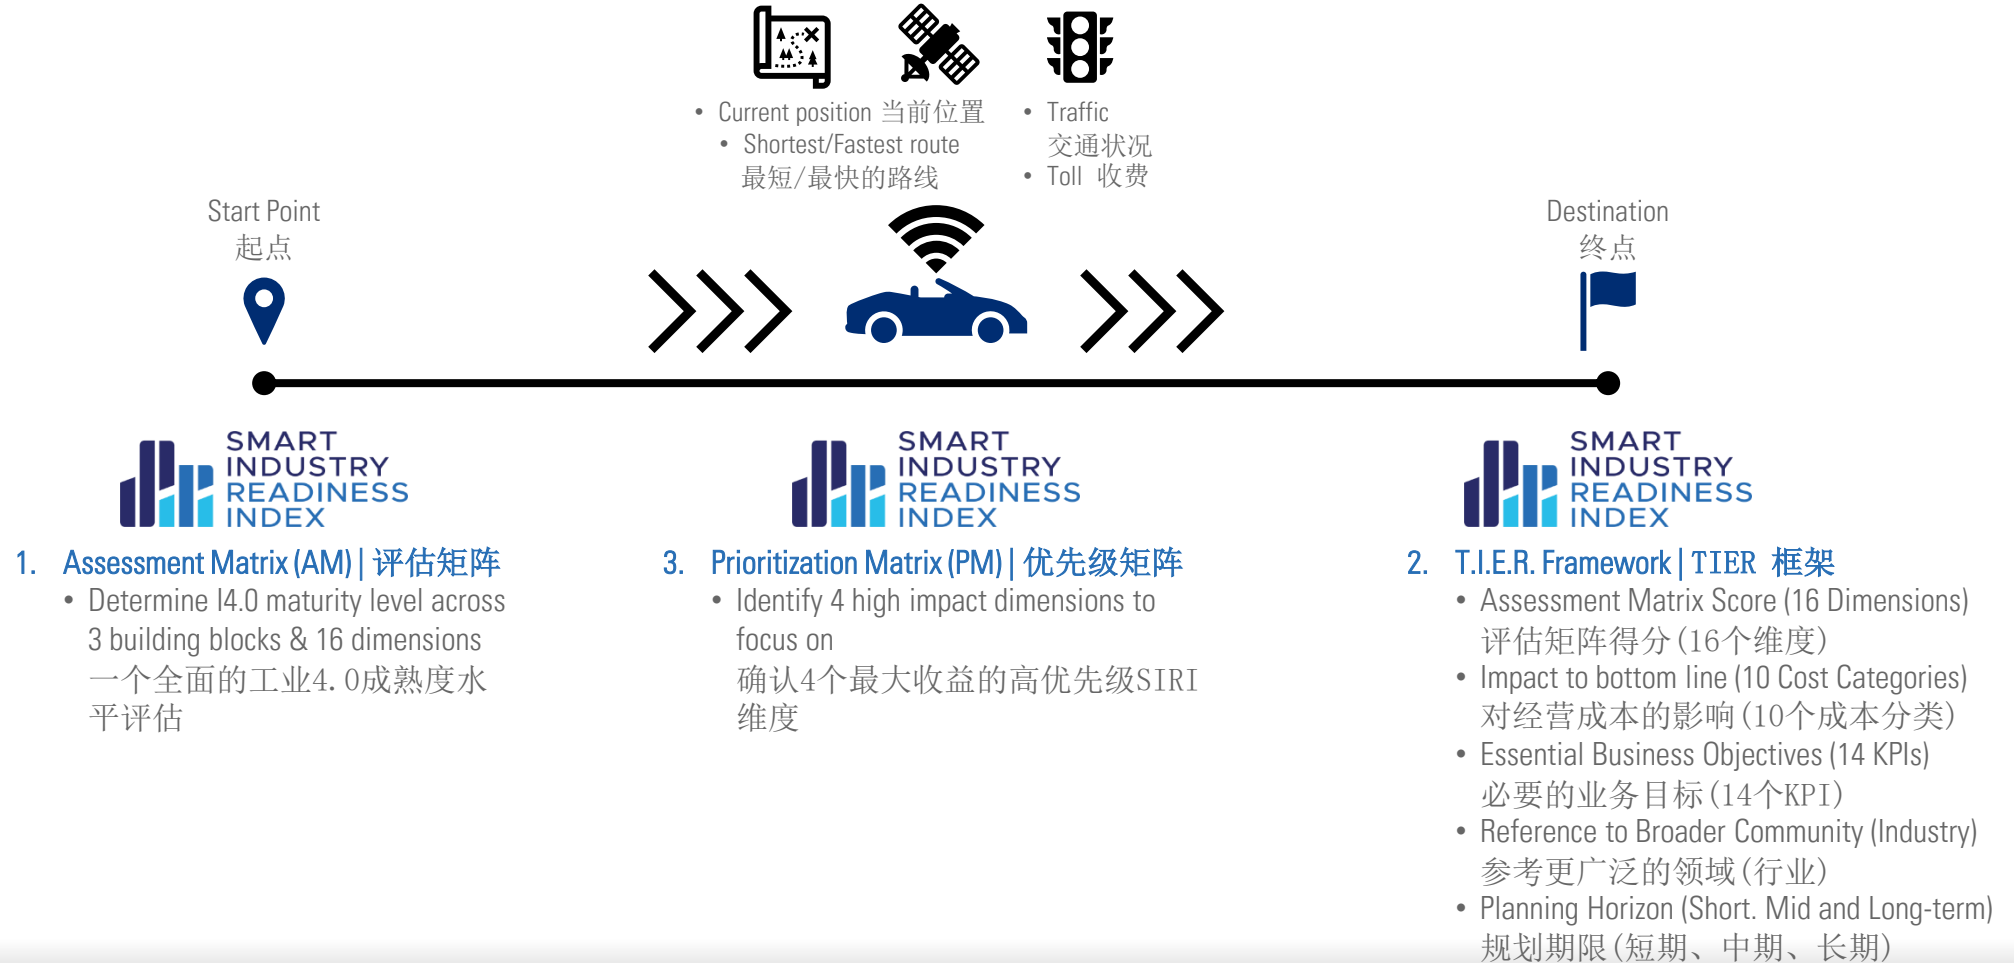 • Current position 当前位置
• Shortest/Fastest route
最短/最快的路线
• Traffic
交通状况
• Toll 收费
Start Point
起点
Destination
终点
SMART
INDUSTRY
READINESS
INDEX
1. Assessment Matrix (AM) | 评估矩阵
• Determine I4.0 maturity level across
3 building blocks & 16 dimensions
一个全面的工业4.0成熟度水
平评估
SMART
INDUSTRY
READINESS
INDEX
3. Prioritization Matrix (PM) | 优先级矩阵
• Identify 4 high impact dimensions to
focus on
确认4个最大收益的高优先级SIRI
维度
SMART
INDUSTRY
READINESS
INDEX
2. T.I.E.R. Framework | TIER 框架
• Assessment Matrix Score (16 Dimensions)
评估矩阵得分(16个维度)
• Impact to bottom line (10 Cost Categories)
对经营成本的影响(10个成本分类)
• Essential Business Objectives (14 KPIs)
必要的业务目标(14个KPI)
• Reference to Broader Community (Industry)
参考更广泛的领域(行业)
• Planning Horizon (Short. Mid and Long-term)
规划期限(短期、中期、长期)